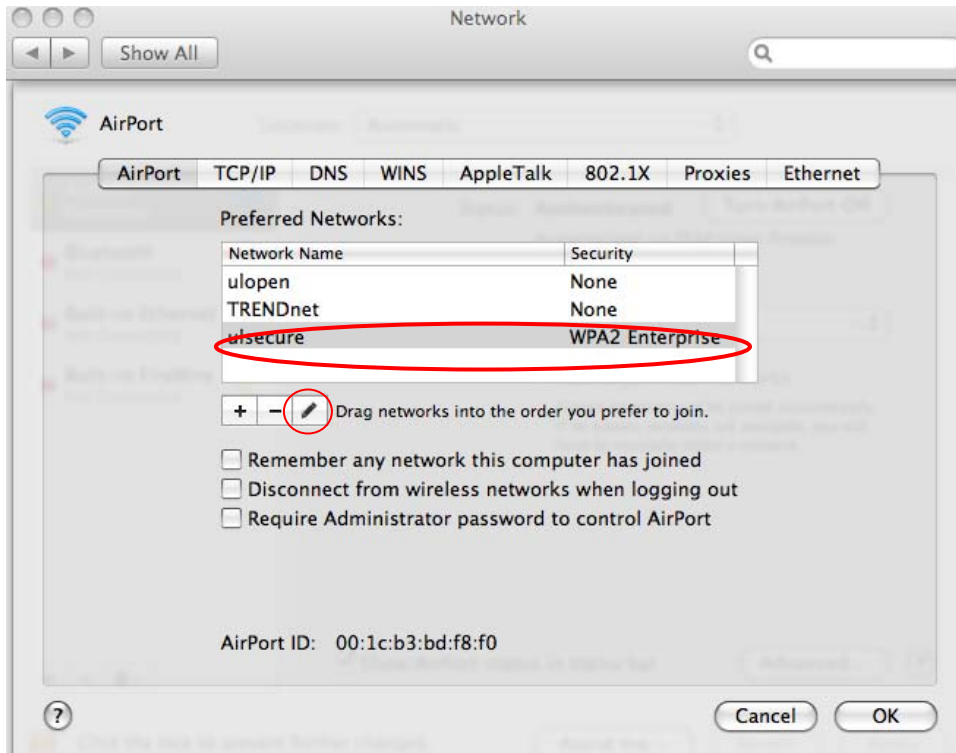 Network
Show All
AirPort
AirPort TCP/IP DNS WINS AppleTalk 802.1X Proxies Ethernet
Preferred Networks:
Network Name Security
ulopen None
TRENDnet None
ulsecure WPA2 Enterprise
+ − Drag networks into the order you prefer to join.
Remember any network this computer has joined
Disconnect from wireless networks when logging out
Require Administrator password to control AirPort
AirPort ID: 00:1c:b3:bd:f8:f0
? Cancel OK